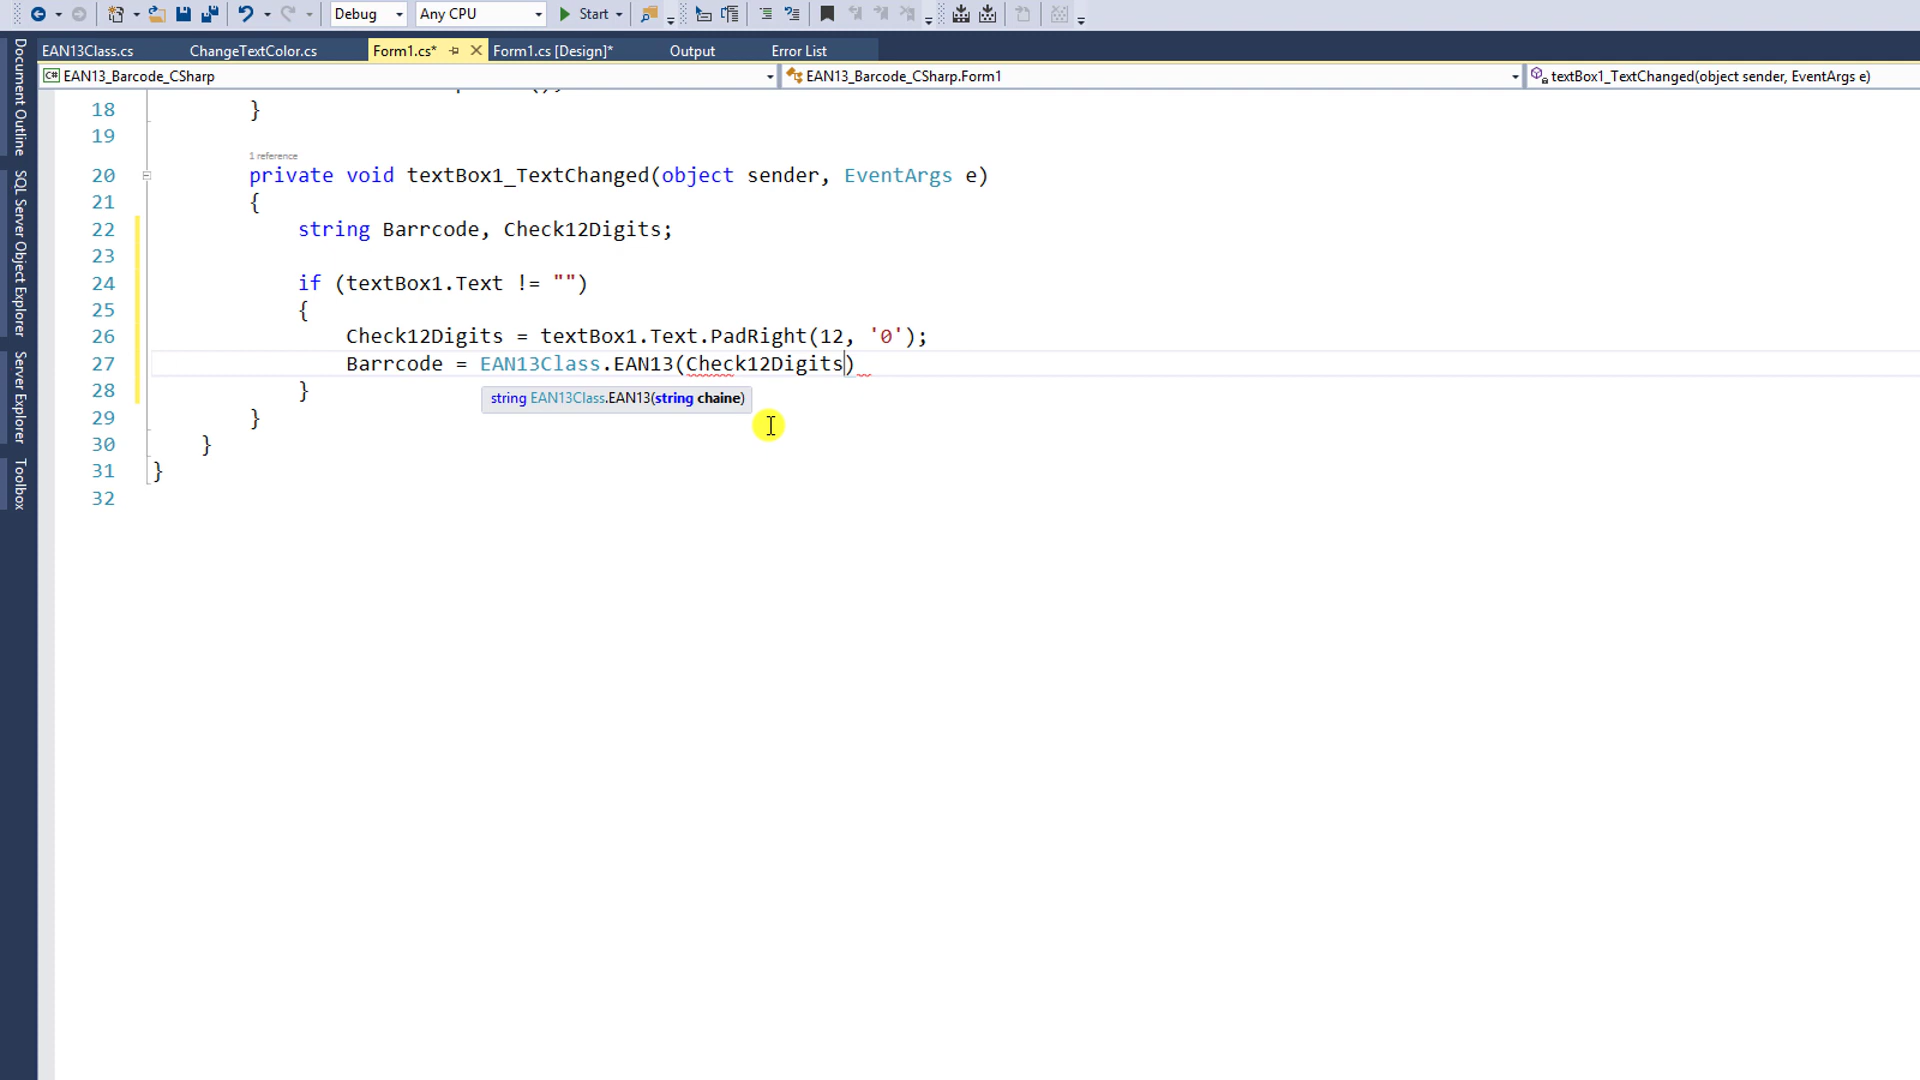 Debug Any CPU Start
EAN13Class.cs ChangeTextColor.cs Form1.cs* Form1.cs [Design]* Output Error List
EAN13_Barcode_CSharp EAN13_Barcode_CSharp.Form1 textBox1_TextChanged(object sender, EventArgs e)
Document Outline
SQL Server Object Explorer
Server Explorer
Toolbox
18 }
19
1 reference
20 private void textBox1_TextChanged(object sender, EventArgs e)
21 {
22 string Barrcode, Check12Digits;
23
24 if (textBox1.Text != "")
25 {
26 Check12Digits = textBox1.Text.PadRight(12, '0');
27 Barrcode = EAN13Class.EAN13(Check12Digits)
28 }
string EAN13Class.EAN13(string chaine)
29 }
30 }
31 }
32